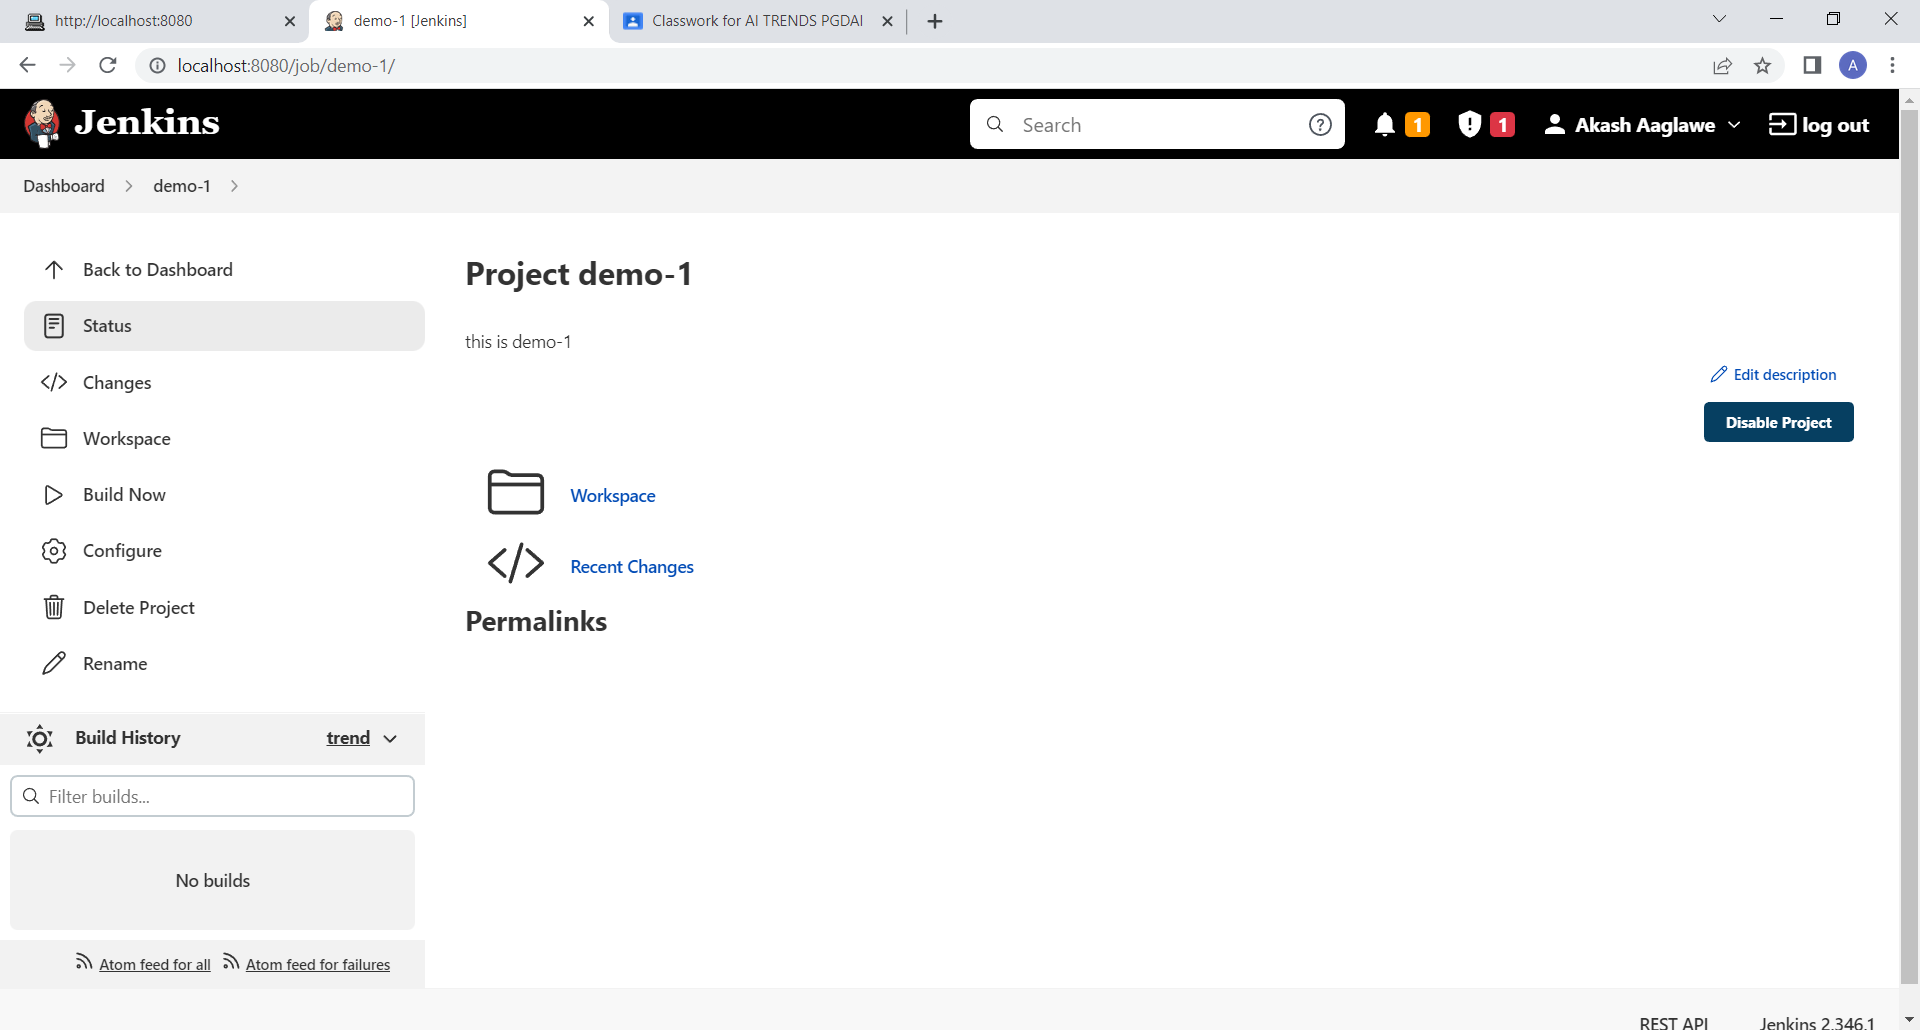 http://localhost:8080
demo-1 [Jenkins]
Classwork for AI TRENDS PGDAI
localhost:8080/job/demo-1/
A
Jenkins
Search
1
1
Akash Aaglawe
log out
Dashboard
demo-1
Back to Dashboard
Status
Changes
Workspace
Build Now
Configure
Delete Project
Rename
Build History
trend
Filter builds...
No builds
Atom feed for all
Atom feed for failures
Project demo-1
this is demo-1
Edit description
Disable Project
Workspace
Recent Changes
Permalinks
REST API
Jenkins 2.346.1